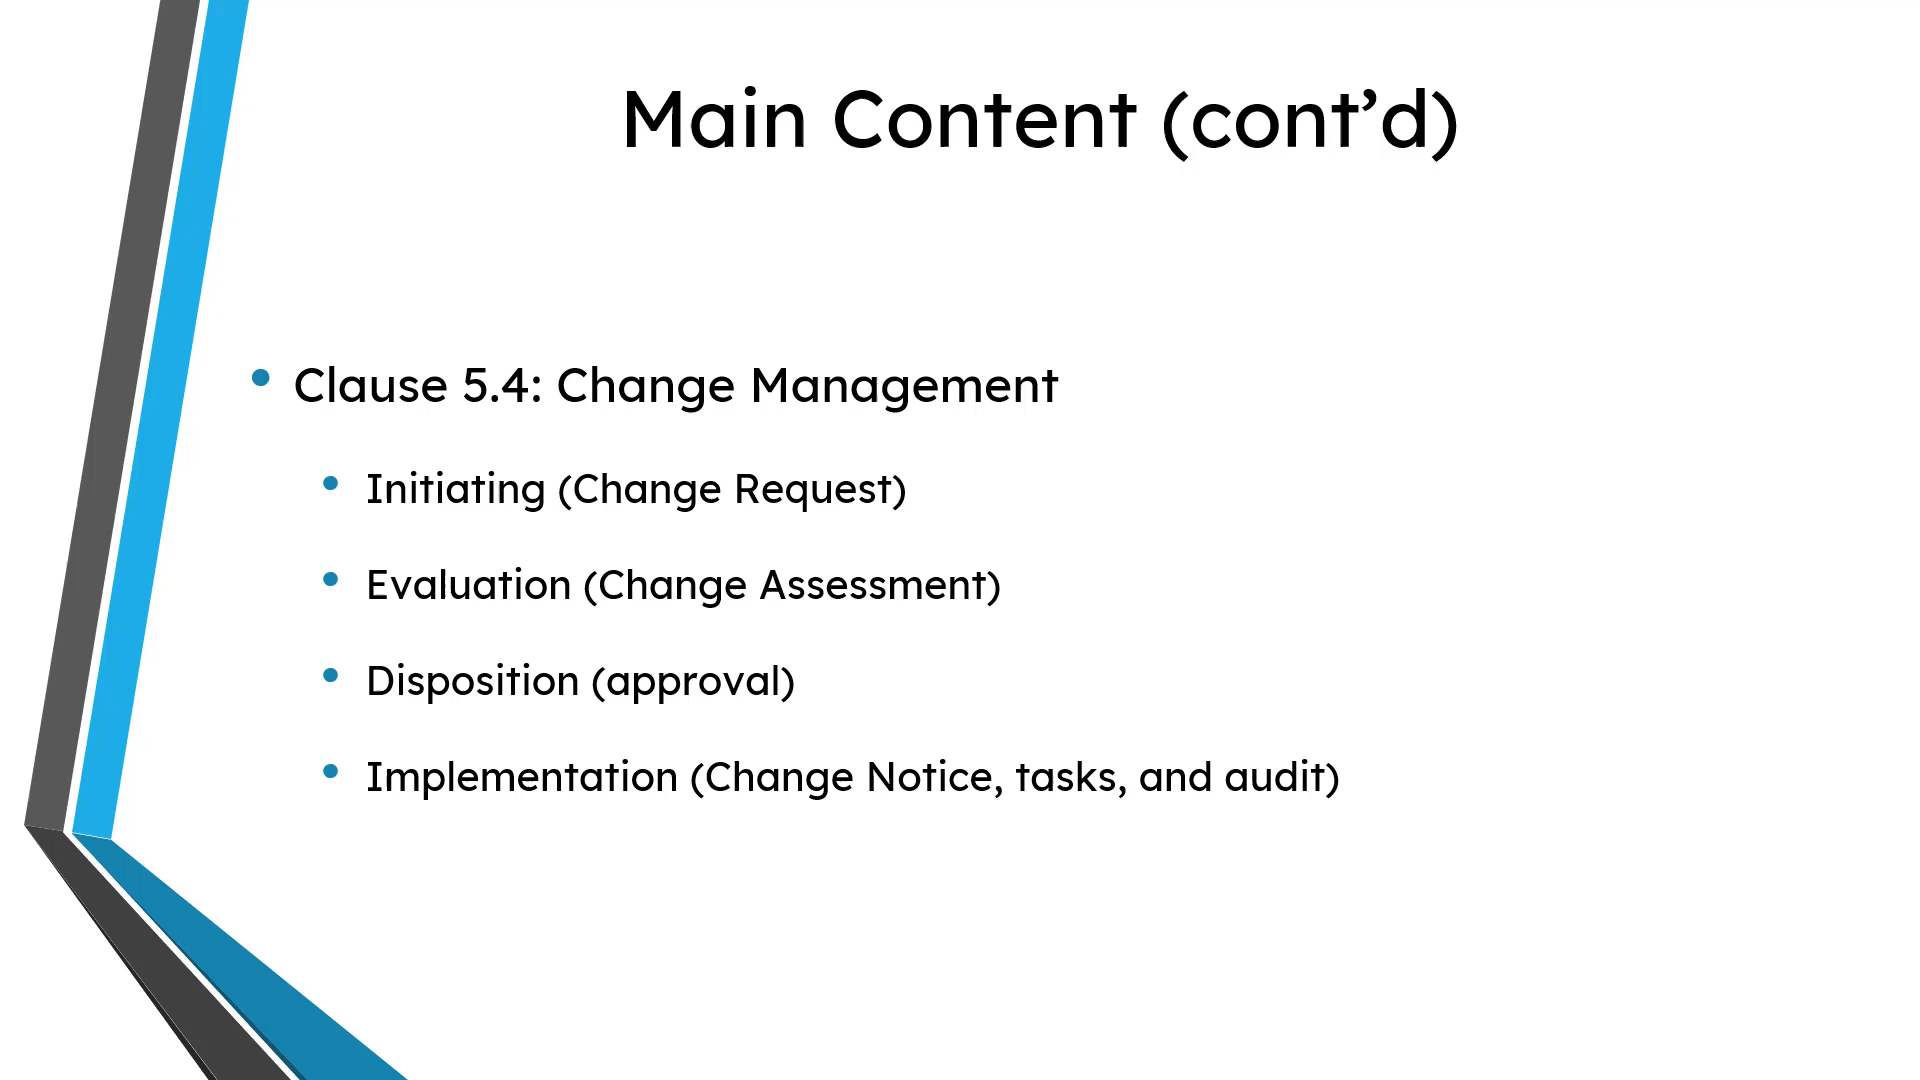 Main Content (cont’d)
• Clause 5.4: Change Management
• Initiating (Change Request)
• Evaluation (Change Assessment)
• Disposition (approval)
• Implementation (Change Notice, tasks, and audit)